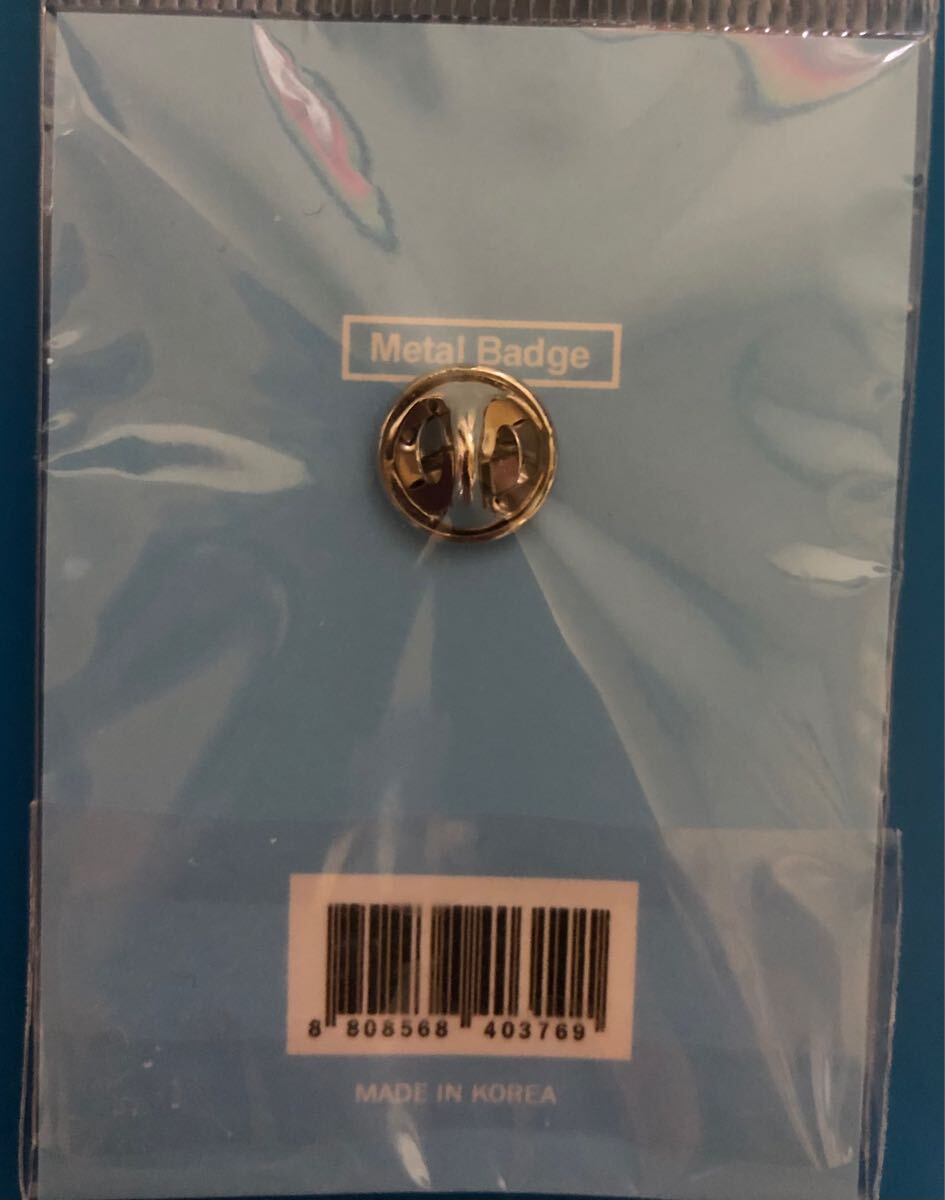 Metal Badge
8 808568 403769
MADE IN KOREA